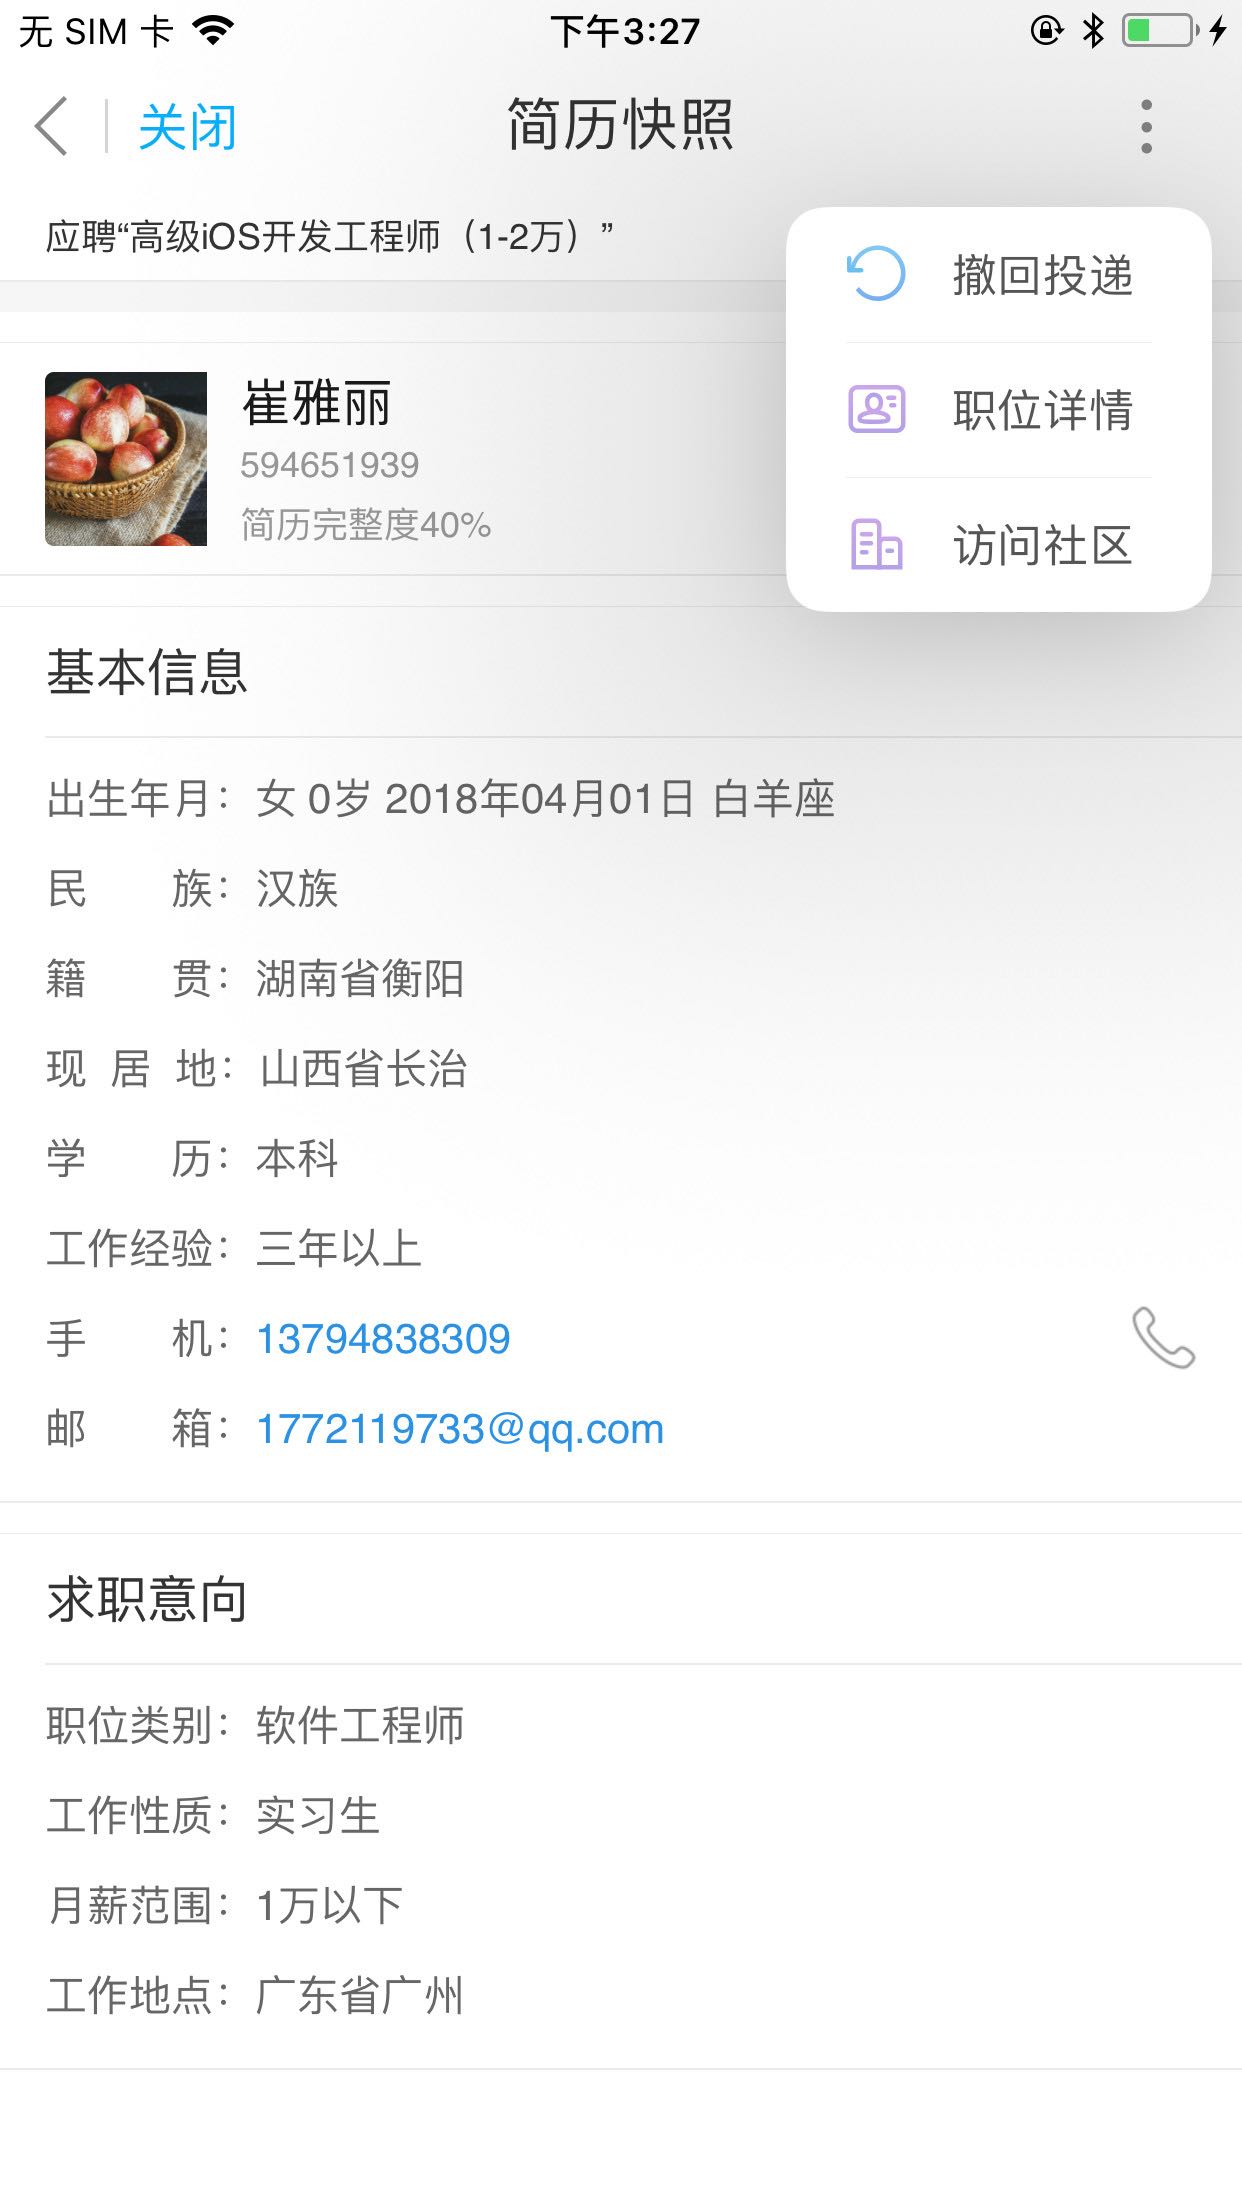 无 SIM 卡 下午3:27
关闭 简历快照
应聘“高级iOS开发工程师（1-2万）”
撤回投递
职位详情
访问社区
崔雅丽
594651939
简历完整度40%
基本信息
出生年月：女 0岁 2018年04月01日 白羊座
民 族：汉族
籍 贯：湖南省衡阳
现 居 地：山西省长治
学 历：本科
工作经验：三年以上
手 机：13794838309
邮 箱：1772119733@qq.com
求职意向
职位类别：软件工程师
工作性质：实习生
月薪范围：1万以下
工作地点：广东省广州